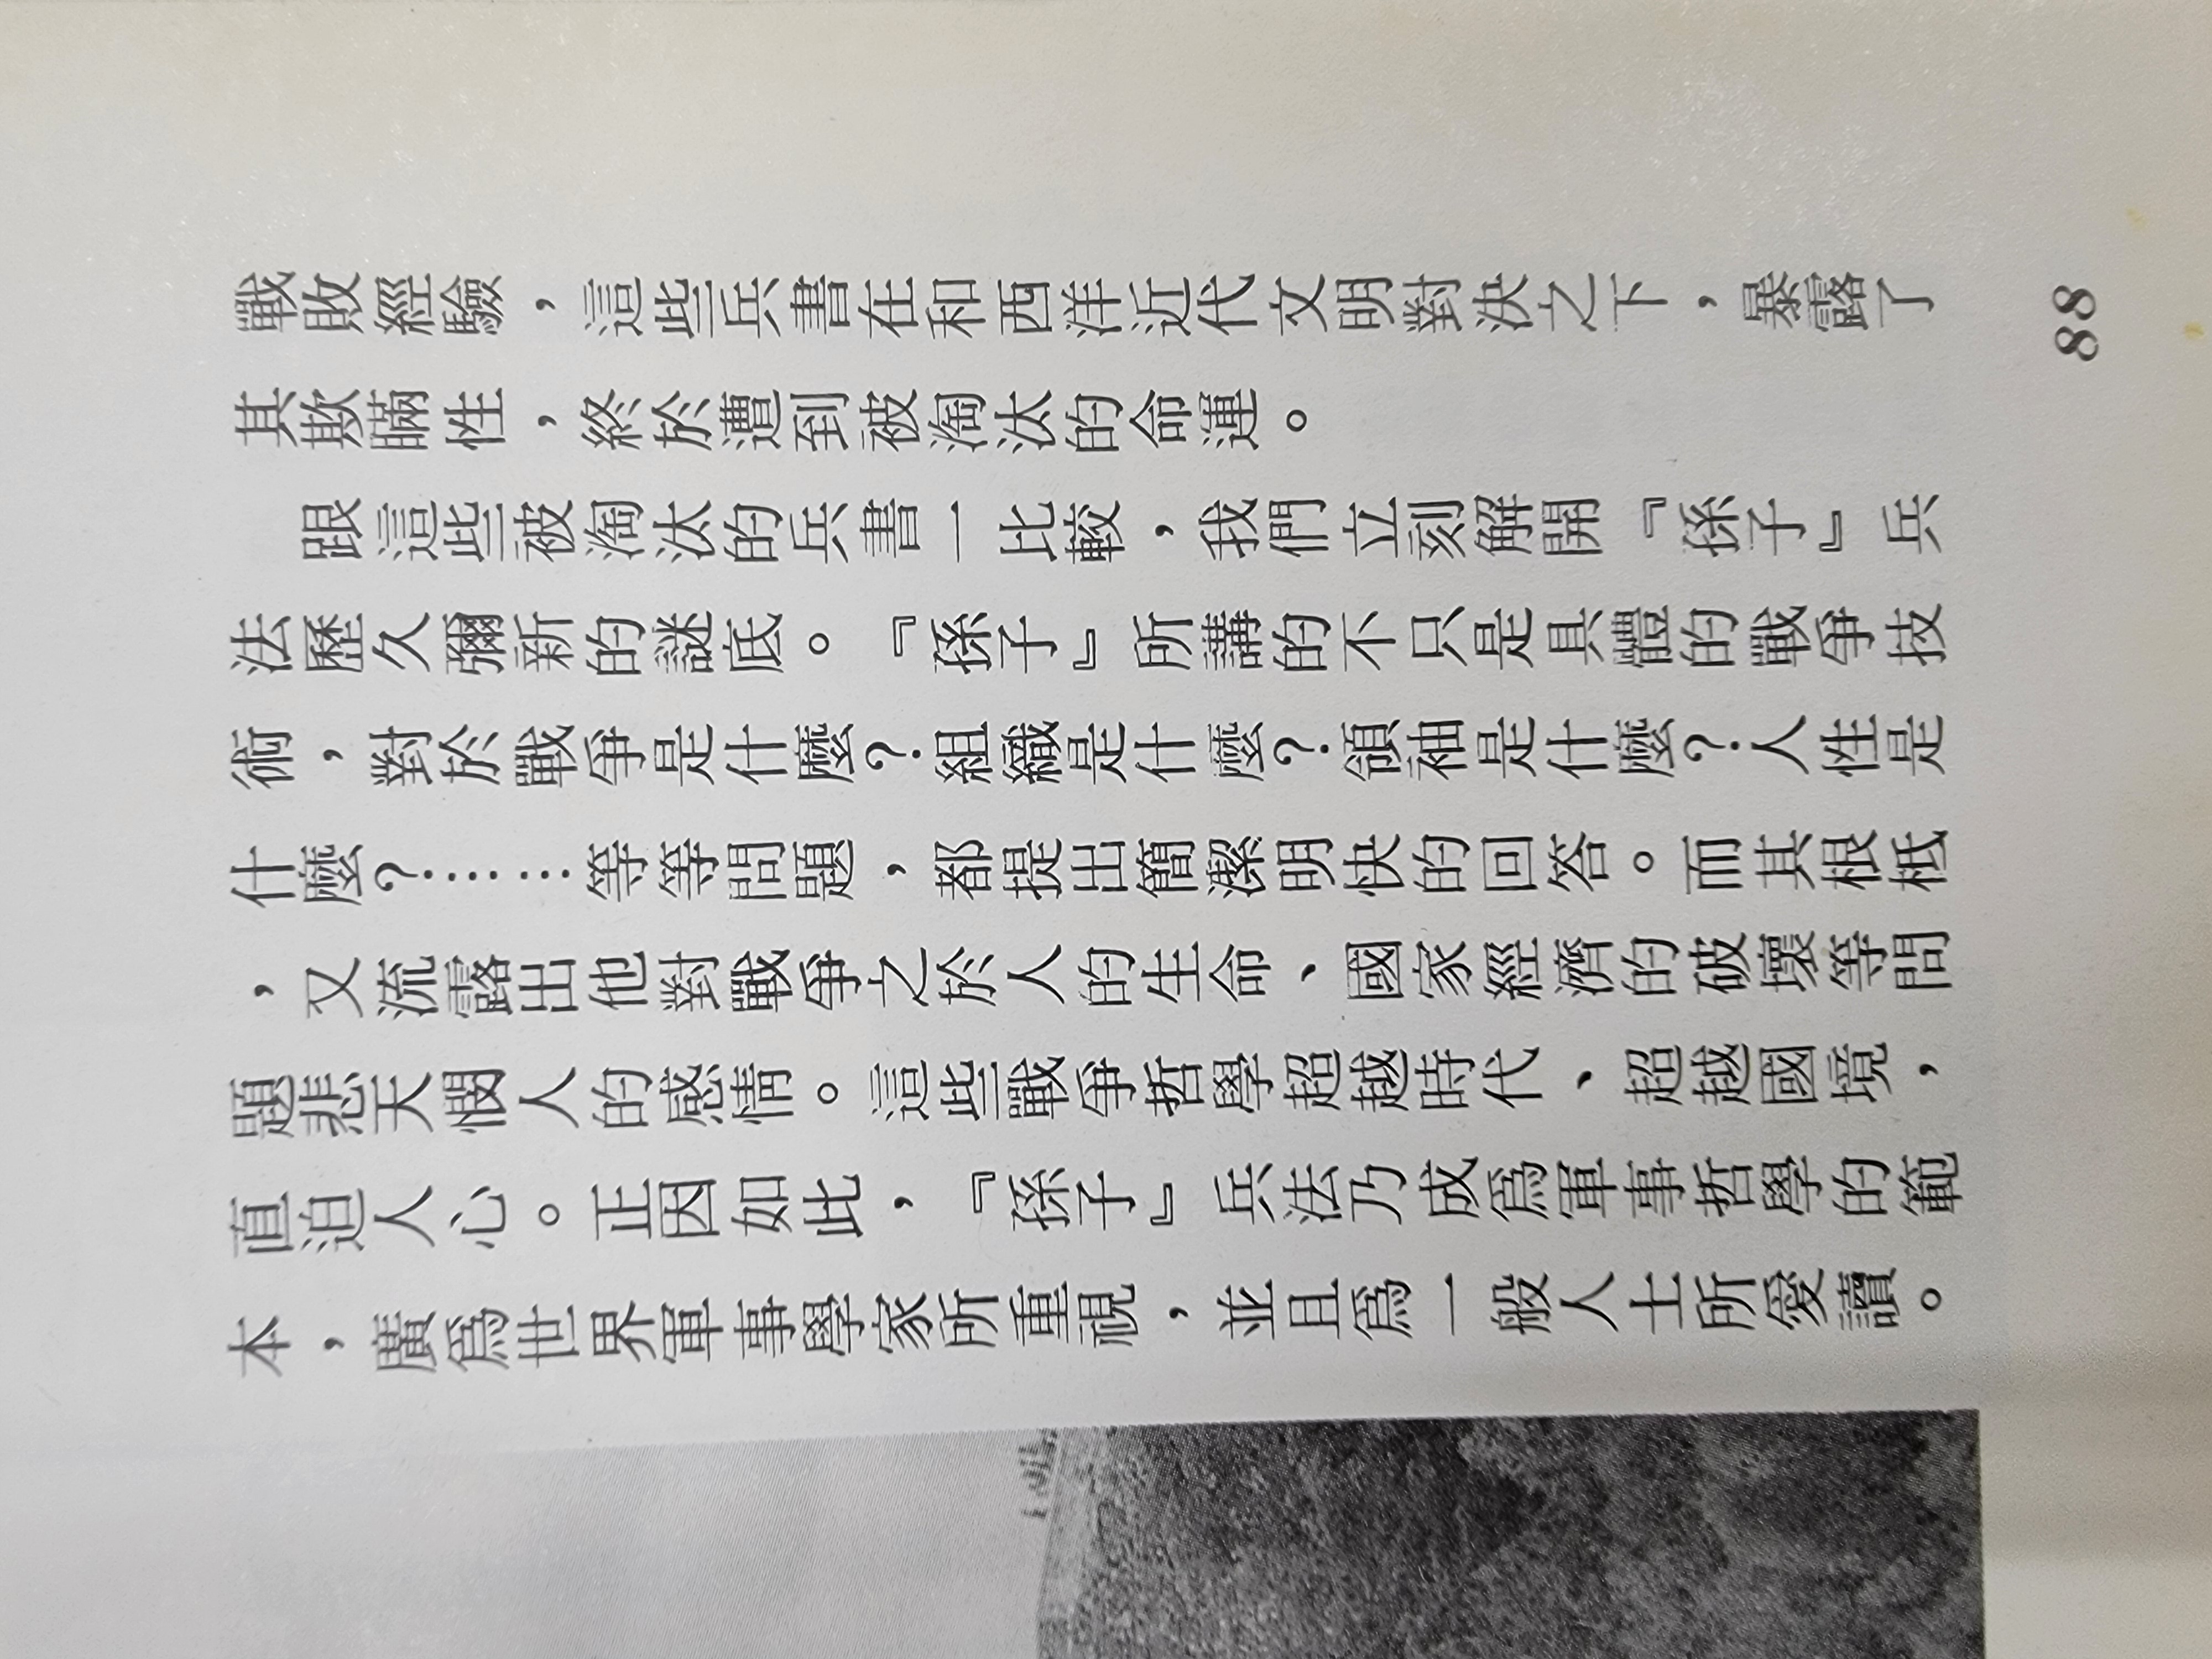 戰敗經驗，這些兵書在和西洋近代文明對決之下，暴露了
其欺瞞性，終於遭到被淘汰的命運。
跟這些被淘汰的兵書一比較，我們立刻解開『孫子』兵
法歷久彌新的謎底。『孫子』所講的不只是具體的戰爭技
術，對於戰爭是什麼？組織是什麼？領袖是什麼？人性是
什麼？……等等問題，都提出簡潔明快的回答。而其根柢
，又流露出他對戰爭之於人的生命、國家經濟的破壞等問
題悲天憫人的感情。這些戰爭哲學超越時代、超越國境，
直迫人心。正因如此，『孫子』兵法乃成爲軍事哲學的範
本，廣爲世界軍事學家所重視，並且爲一般人士所愛讀。
88